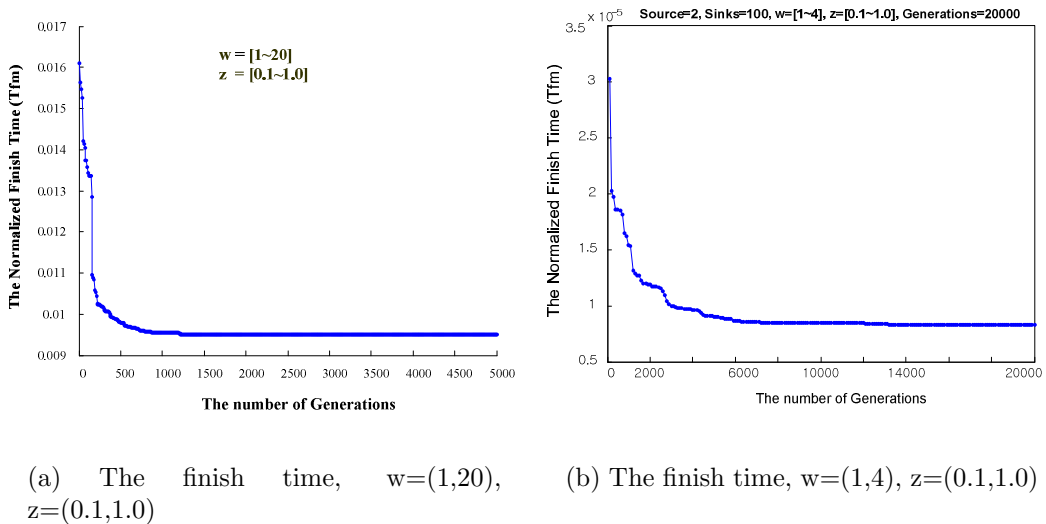 0.017
0.016
0.015
0.014
0.013
0.012
0.011
0.01
0.009
The Normalized Finish Time (Tfm)
w = [1~20]
z = [0.1~1.0]
0 500 1000 1500 2000 2500 3000 3500 4000 4500 5000
The number of Generations
(a) The finish time, w=(1,20),
z=(0.1,1.0)
Source=2, Sinks=100, w=[1~4], z=[0.1~1.0], Generations=20000
x 10-5
3.5
3
2.5
2
1.5
1
0.5
The Normalized Finish Time (Tfm)
0 2000 6000 10000 14000 20000
The number of Generations
(b) The finish time, w=(1,4), z=(0.1,1.0)